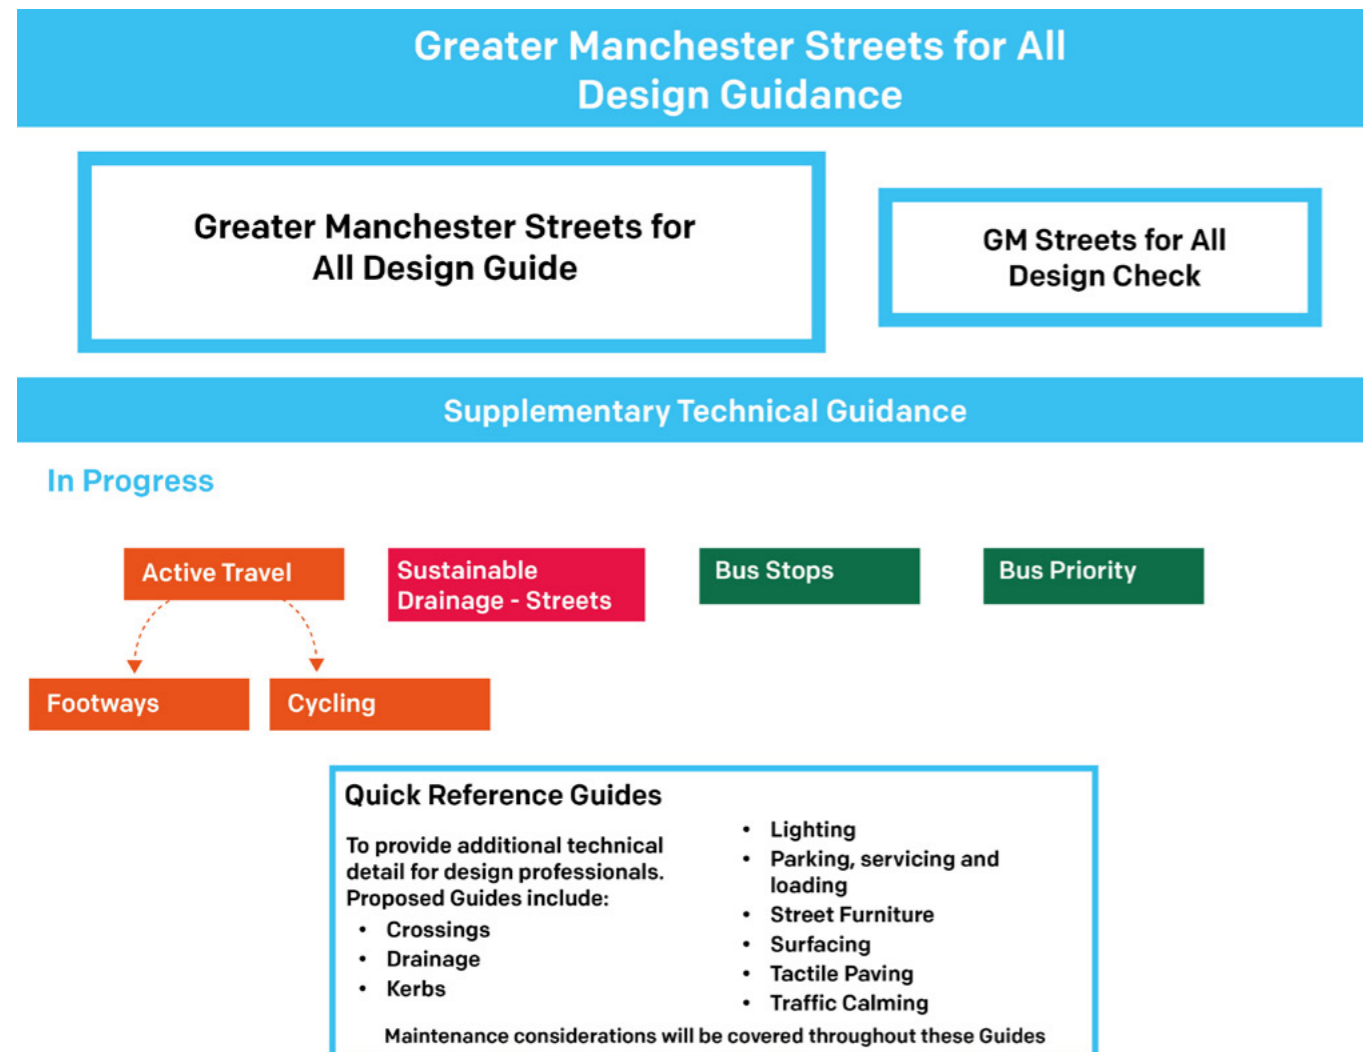 Greater Manchester Streets for All
Design Guidance
Greater Manchester Streets for
All Design Guide
GM Streets for All
Design Check
Supplementary Technical Guidance
In Progress
Active Travel
Sustainable
Drainage - Streets
Bus Stops
Bus Priority
Footways
Cycling
Quick Reference Guides
To provide additional technical
detail for design professionals.
Proposed Guides include:
• Crossings
• Drainage
• Kerbs
• Lighting
• Parking, servicing and
loading
• Street Furniture
• Surfacing
• Tactile Paving
• Traffic Calming
Maintenance considerations will be covered throughout these Guides